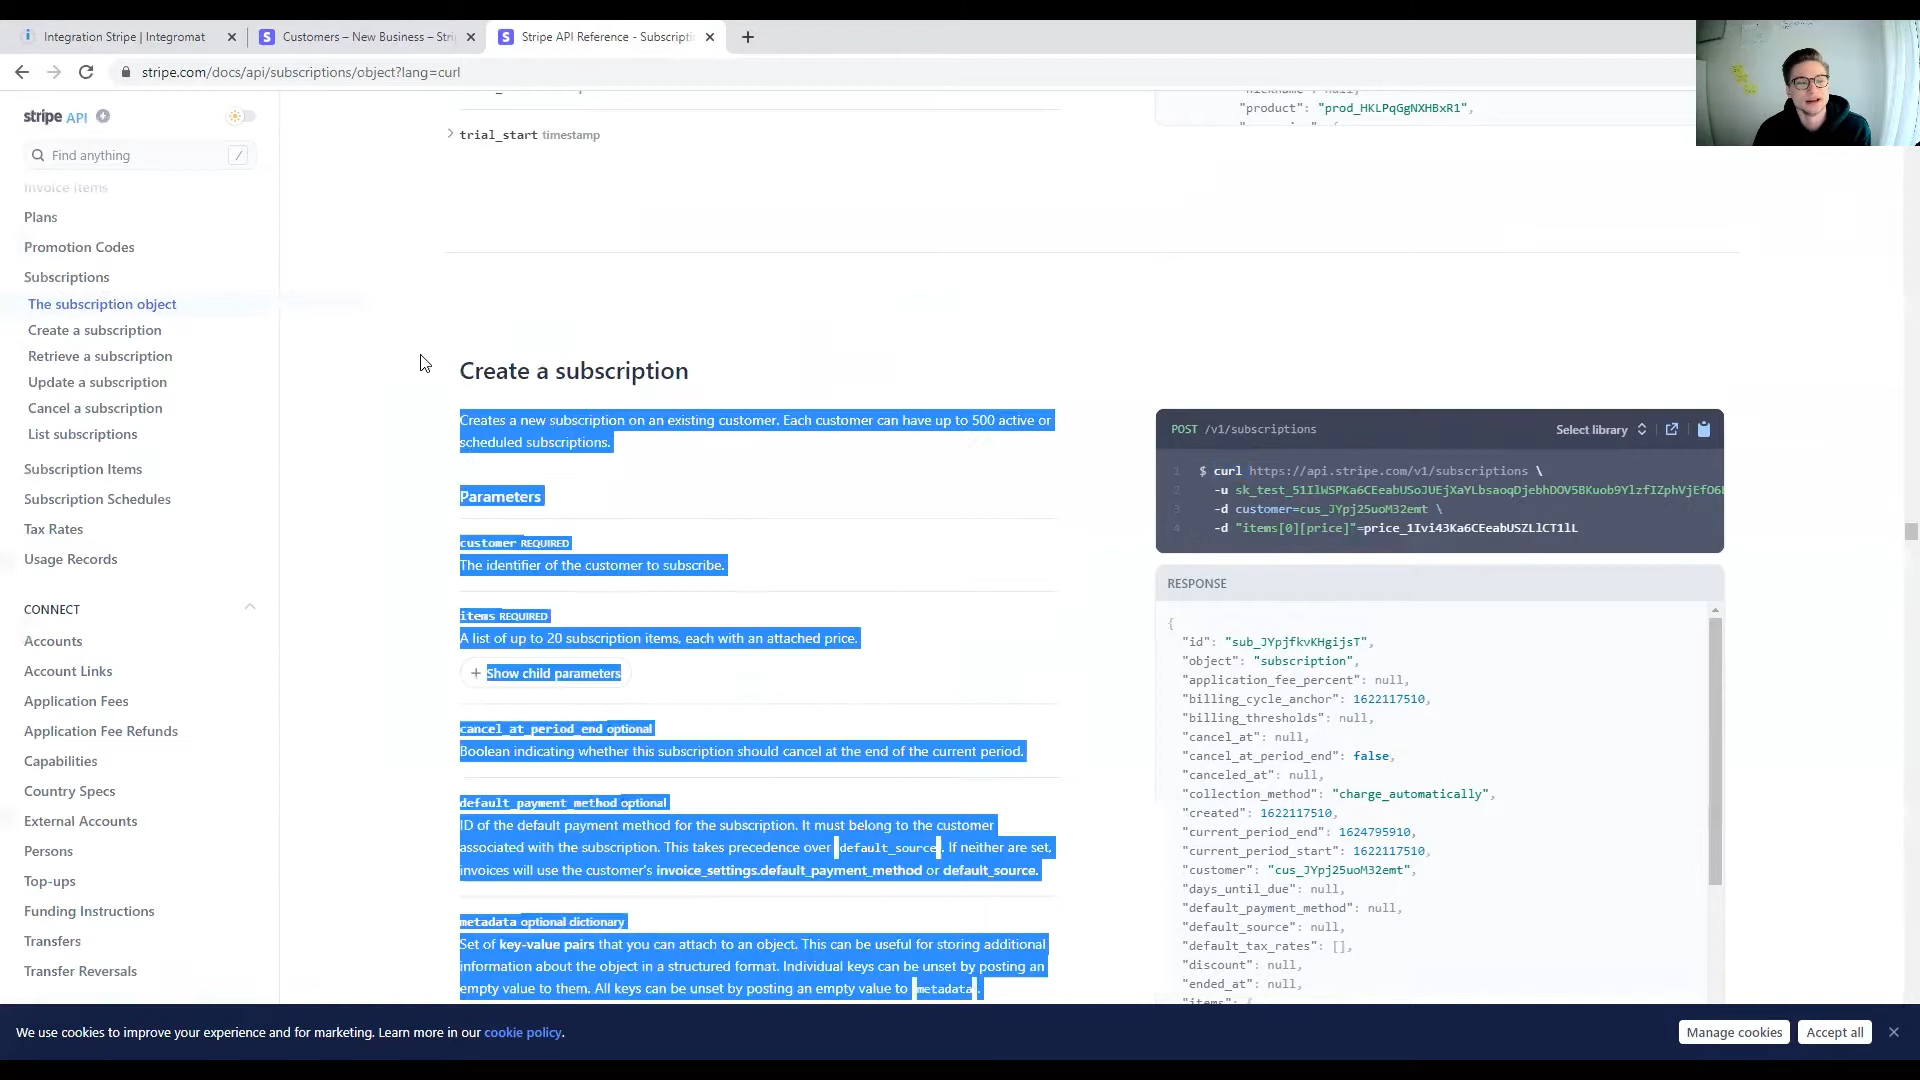 Integration Stripe | Integromat
Customers – New Business – Stri
Stripe API Reference - Subscripti
stripe.com/docs/api/subscriptions/object?lang=curl
stripe API
Find anything /
Invoice Items
Plans
Promotion Codes
Subscriptions
The subscription object
Create a subscription
Retrieve a subscription
Update a subscription
Cancel a subscription
List subscriptions
Subscription Items
Subscription Schedules
Tax Rates
Usage Records
CONNECT
Accounts
Account Links
Application Fees
Application Fee Refunds
Capabilities
Country Specs
External Accounts
Persons
Top-ups
Funding Instructions
Transfers
Transfer Reversals
trial_start timestamp
"product": "prod_HKLPqGgNXHBxR1",
Create a subscription
Creates a new subscription on an existing customer. Each customer can have up to 500 active or
scheduled subscriptions.
Parameters
customer REQUIRED
The identifier of the customer to subscribe.
items REQUIRED
A list of up to 20 subscription items, each with an attached price.
+ Show child parameters
cancel_at_period_end optional
Boolean indicating whether this subscription should cancel at the end of the current period.
default_payment_method optional
ID of the default payment method for the subscription. It must belong to the customer
associated with the subscription. This takes precedence over default_source. If neither are set,
invoices will use the customer's invoice_settings.default_payment_method or default_source.
metadata optional dictionary
Set of key-value pairs that you can attach to an object. This can be useful for storing additional
information about the object in a structured format. Individual keys can be unset by posting an
empty value to them. All keys can be unset by posting an empty value to metadata.
POST /v1/subscriptions
Select library
1 $ curl https://api.stripe.com/v1/subscriptions \
2 -u
3 -d customer=cus_JYpj25uoM32emt \
4 -d "items[0][price]"=price_1Ivi43Ka6CEeabUSZLlCT1lL
RESPONSE
{
"id": "sub_JYpjfkvKHgijsT",
"object": "subscription",
"application_fee_percent": null,
"billing_cycle_anchor": 1622117510,
"billing_thresholds": null,
"cancel_at": null,
"cancel_at_period_end": false,
"canceled_at": null,
"collection_method": "charge_automatically",
"created": 1622117510,
"current_period_end": 1624795910,
"current_period_start": 1622117510,
"customer": "cus_JYpj25uoM32emt",
"days_until_due": null,
"default_payment_method": null,
"default_source": null,
"default_tax_rates": [],
"discount": null,
"ended_at": null,
"items": {
We use cookies to improve your experience and for marketing. Learn more in our cookie policy.
Manage cookies
Accept all